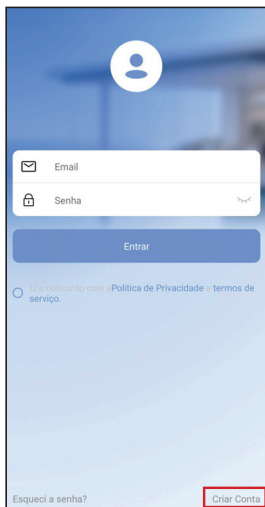 Email
Senha
Entrar
Li e concordo com a Política de Privacidade e termos de
serviço.
Esqueci a senha?
Criar Conta